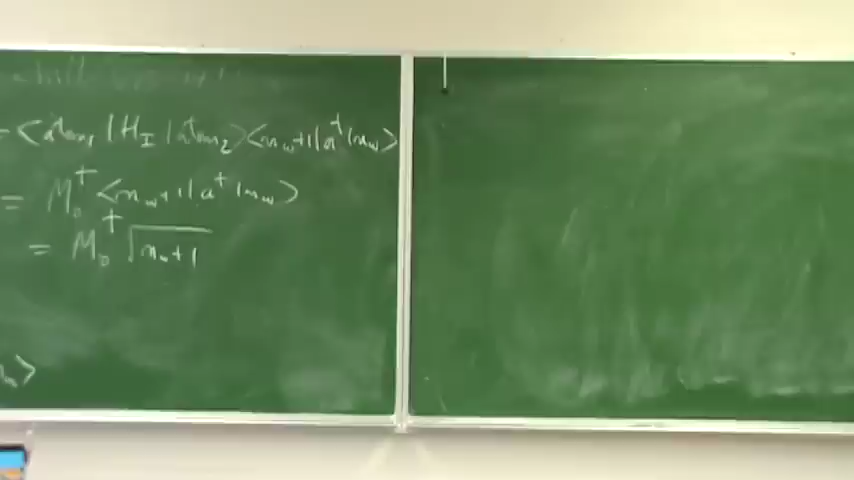 = <atom₁ | H_I | atom₂> <n_ω+1| a† |n_ω>
= M₀† <n_ω+1| a† |n_ω>
= M₀† √(n_ω+1)
>